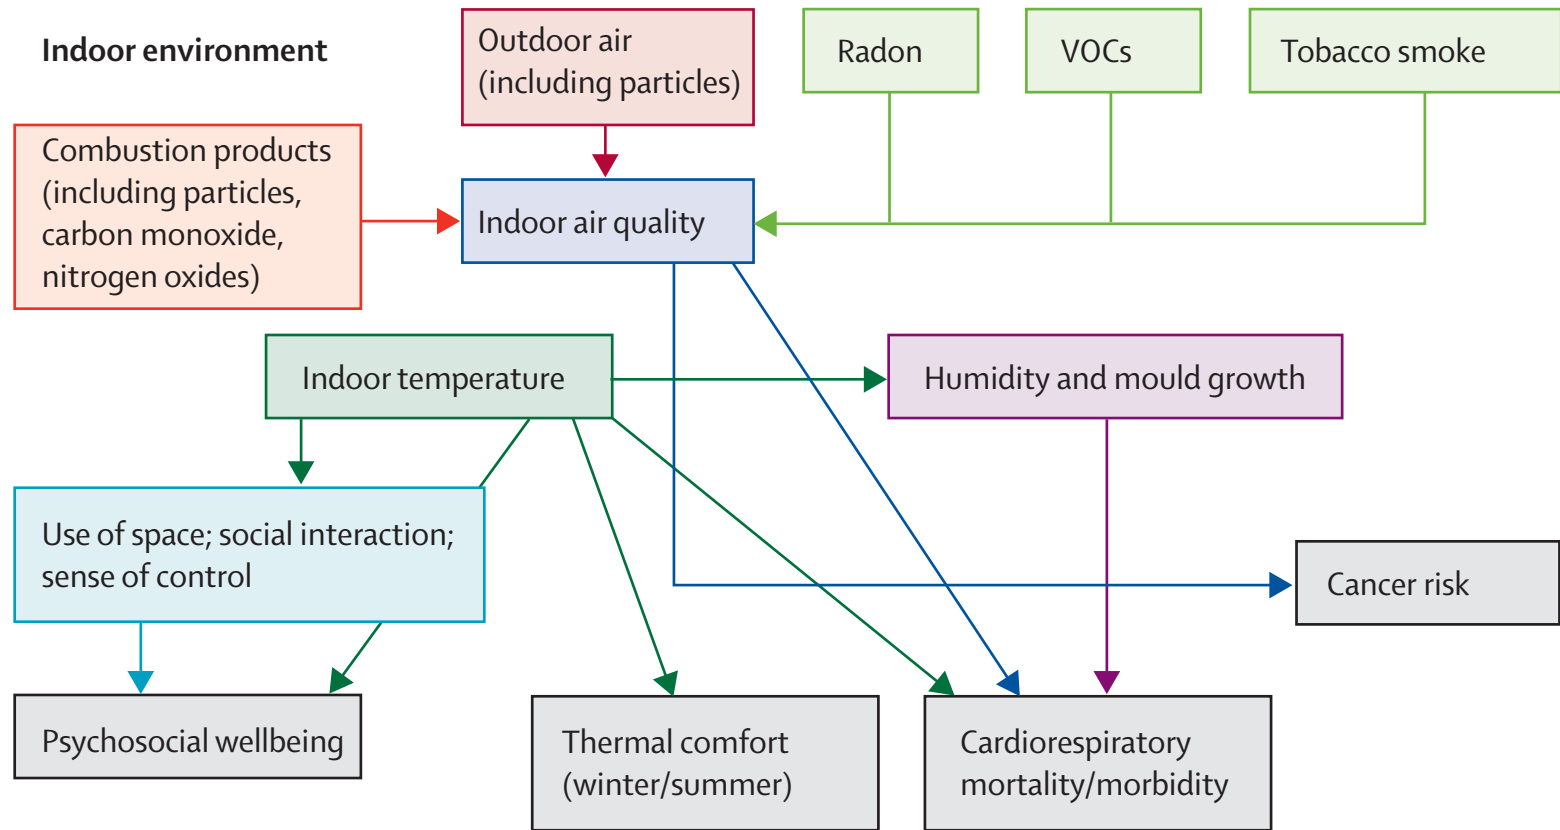 Indoor environment
Outdoor air
(including particles)
Radon
VOCs
Tobacco smoke
Combustion products
(including particles,
carbon monoxide,
nitrogen oxides)
Indoor air quality
Indoor temperature
Humidity and mould growth
Use of space; social interaction;
sense of control
Cancer risk
Psychosocial wellbeing
Thermal comfort
(winter/summer)
Cardiorespiratory
mortality/morbidity